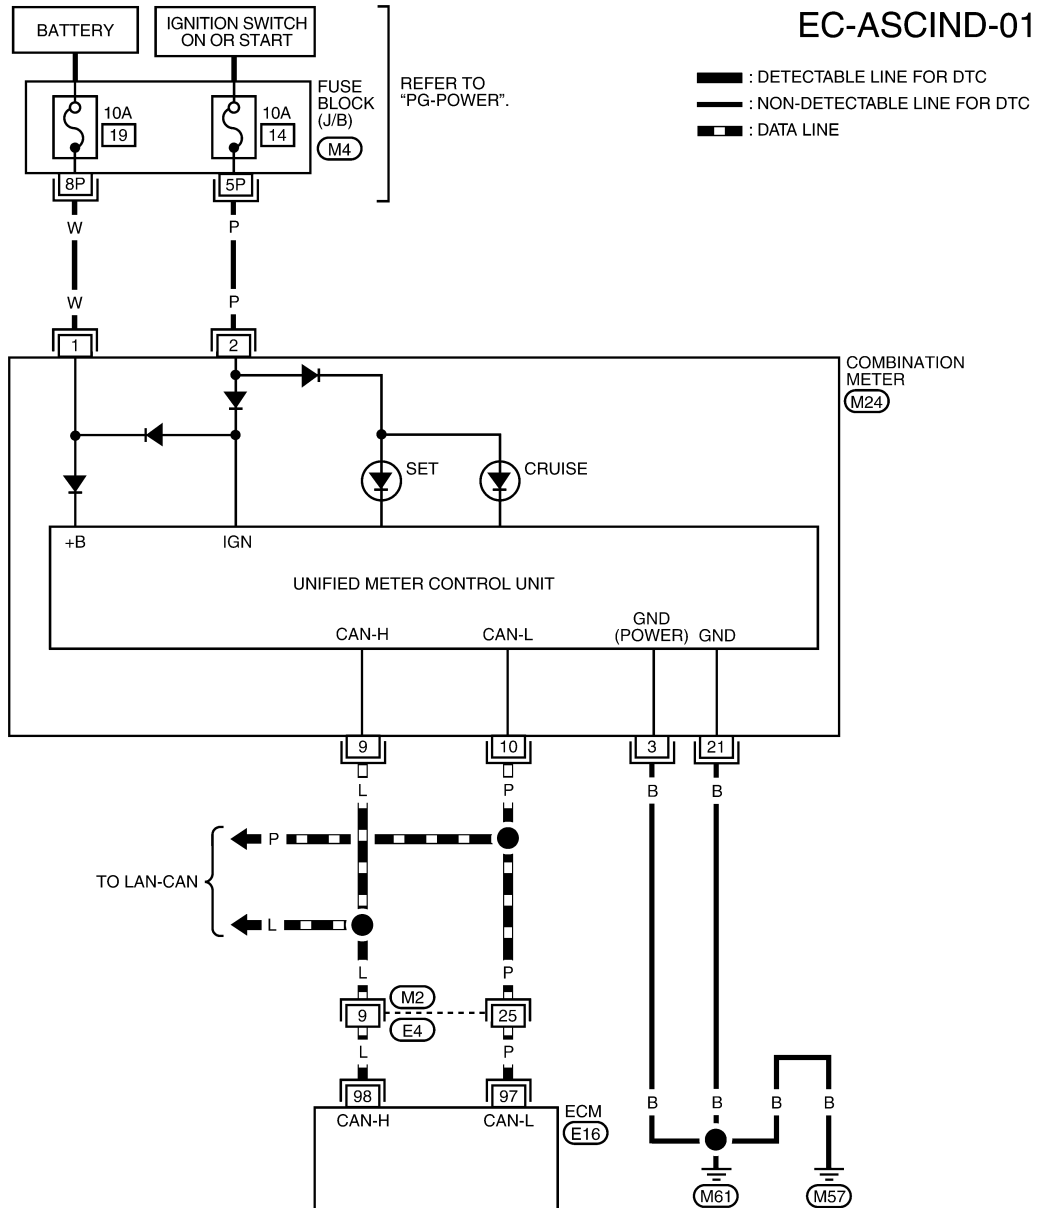 EC-ASCIND-01
BATTERY
IGNITION SWITCH
ON OR START
: DETECTABLE LINE FOR DTC
: NON-DETECTABLE LINE FOR DTC
: DATA LINE
REFER TO
“PG-POWER”.
FUSE
BLOCK
(J/B)
M4
10A
19
10A
14
8P
5P
W
P
W
P
1
2
COMBINATION
METER
M24
SET
CRUISE
+B
IGN
UNIFIED METER CONTROL UNIT
CAN-H
CAN-L
GND
(POWER)
GND
9
10
3
21
L
P
B
B
P
TO LAN-CAN
L
L
P
M2
9
25
E4
L
P
98
97
CAN-H
CAN-L
ECM
E16
B
B
B
B
M61
M57